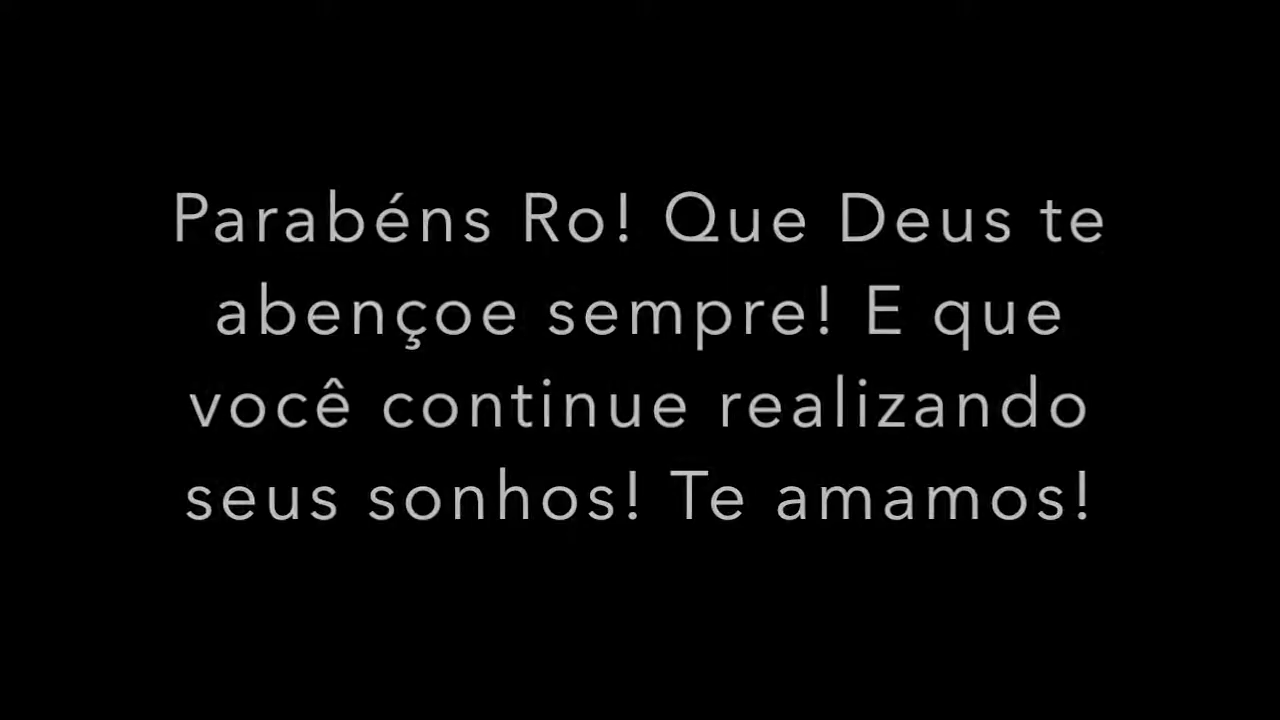 Parabéns Ro! Que Deus te
abençoe sempre! E que
você continue realizando
seus sonhos! Te amamos!